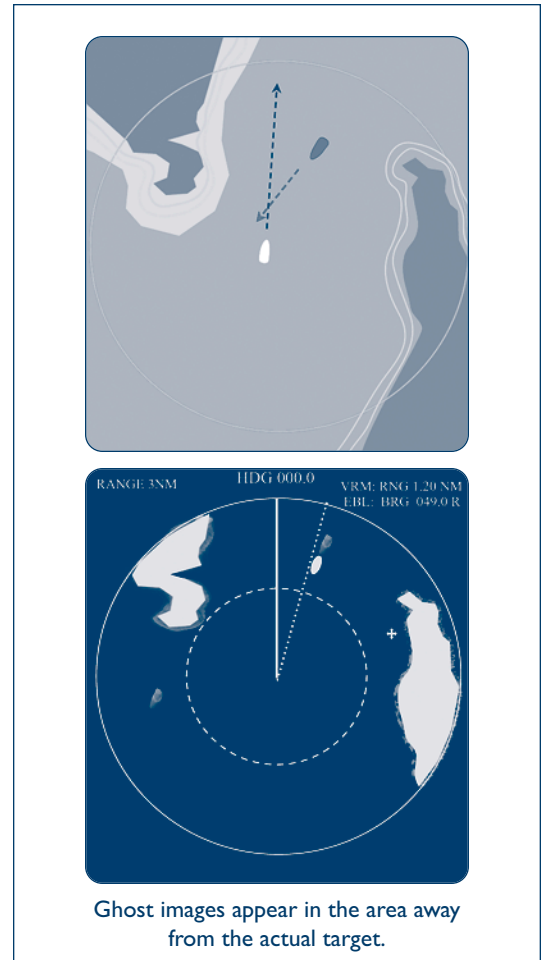 RANGE 3NM
HDG 000.0
VRM: RNG 1.20 NM
EBL: BRG 049.0 R
Ghost images appear in the area away
from the actual target.